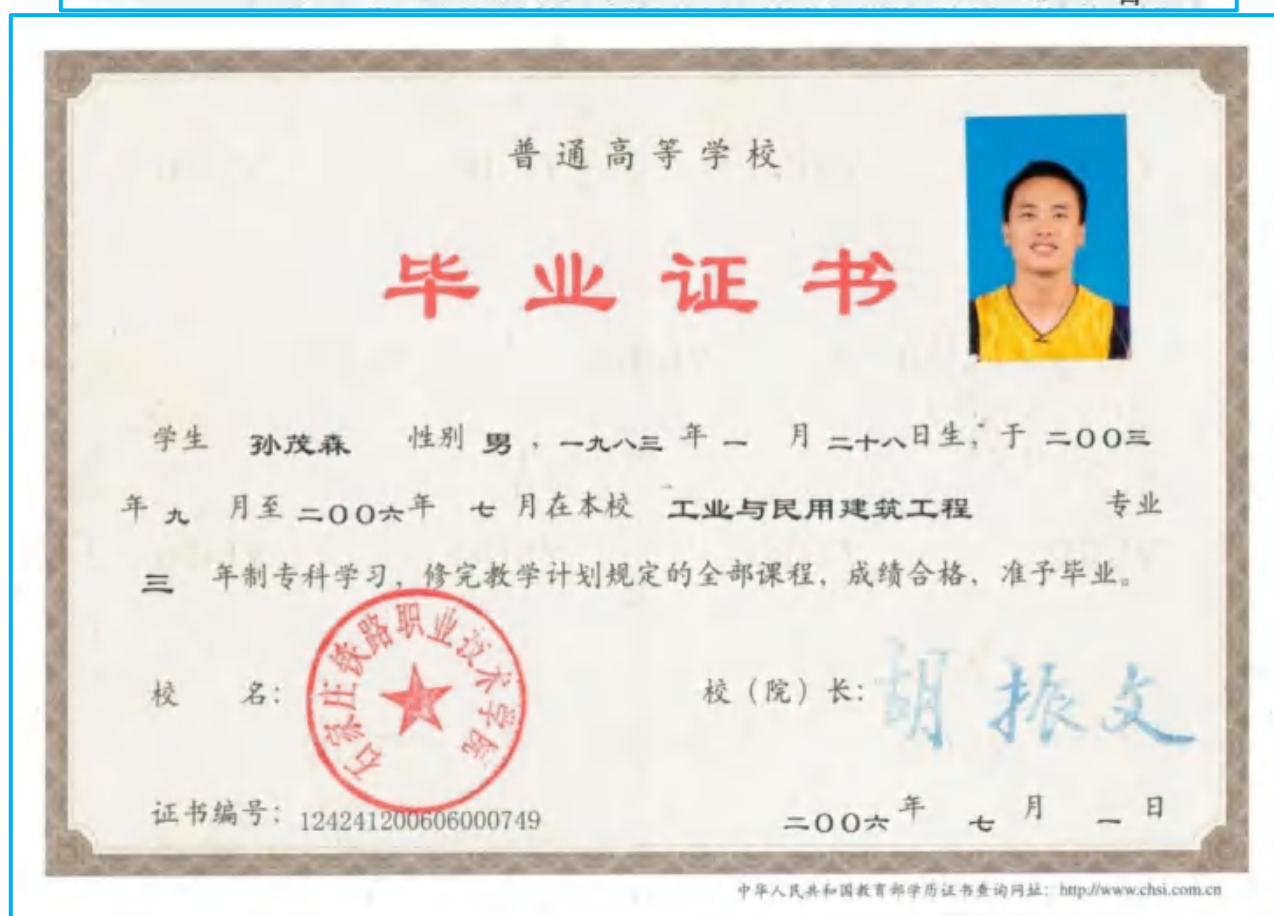 普通高等学校
毕业证书
学生 孙茂森 性别 男，一九八三 年 一 月 二十八日生，于 二00三
年 九 月至 二00六年 七 月在本校 工业与民用建筑工程 专业
三 年制专科学习，修完教学计划规定的全部课程，成绩合格，准予毕业。
校 名：
石家庄铁路职业技术学院
校（院）长：胡振文
证书编号：124241200606000749
二00六年 七 月 一 日
中华人民共和国教育部学历证书查询网址：http://www.chsi.com.cn